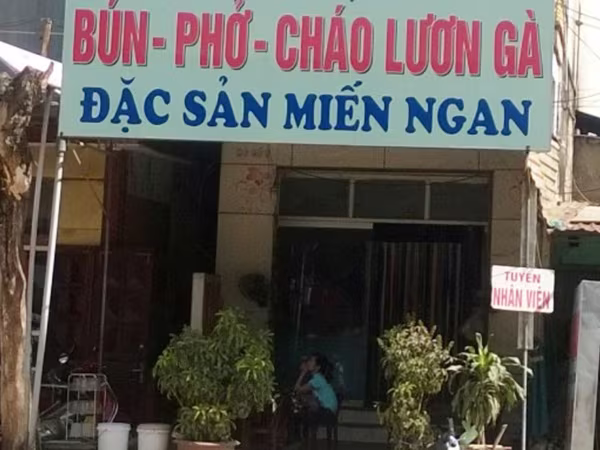 BÚN - PHỞ - CHÁO LƯƠN GÀ
ĐẶC SẢN MIẾN NGAN
TUYỂN
NHÂN VIÊN